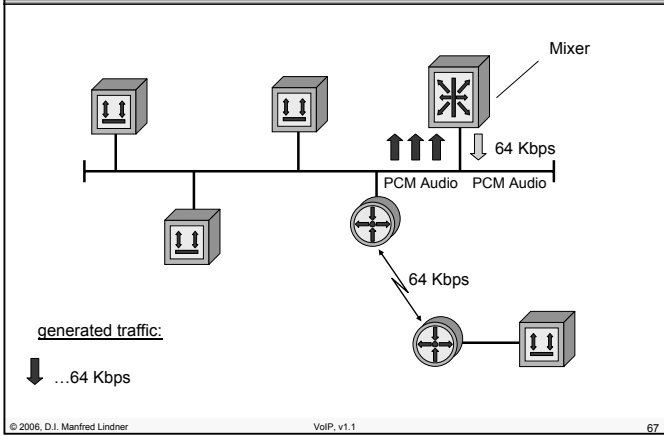 Mixer
64 Kbps
PCM Audio PCM Audio
64 Kbps
generated traffic:
...64 Kbps
© 2006, D.I. Manfred Lindner VoIP, v1.1 67